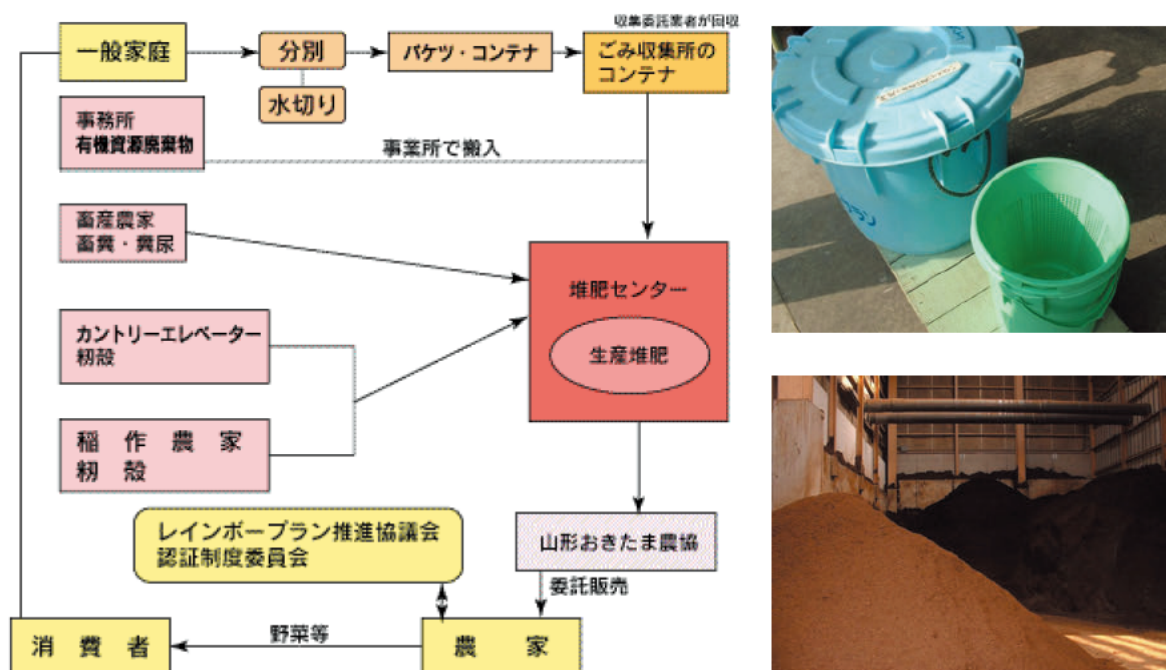 収集委託業者が回収
一般家庭
分別
バケツ・コンテナ
ごみ収集所の
コンテナ
水切り
事務所
有機資源廃棄物
事業所で搬入
畜産農家
畜糞・糞尿
堆肥センター
生産堆肥
カントリーエレベーター
籾殻
稲作農家
籾殻
レインボープラン推進協議会
認証制度委員会
山形おきたま農協
委託販売
消費者
野菜等
農家